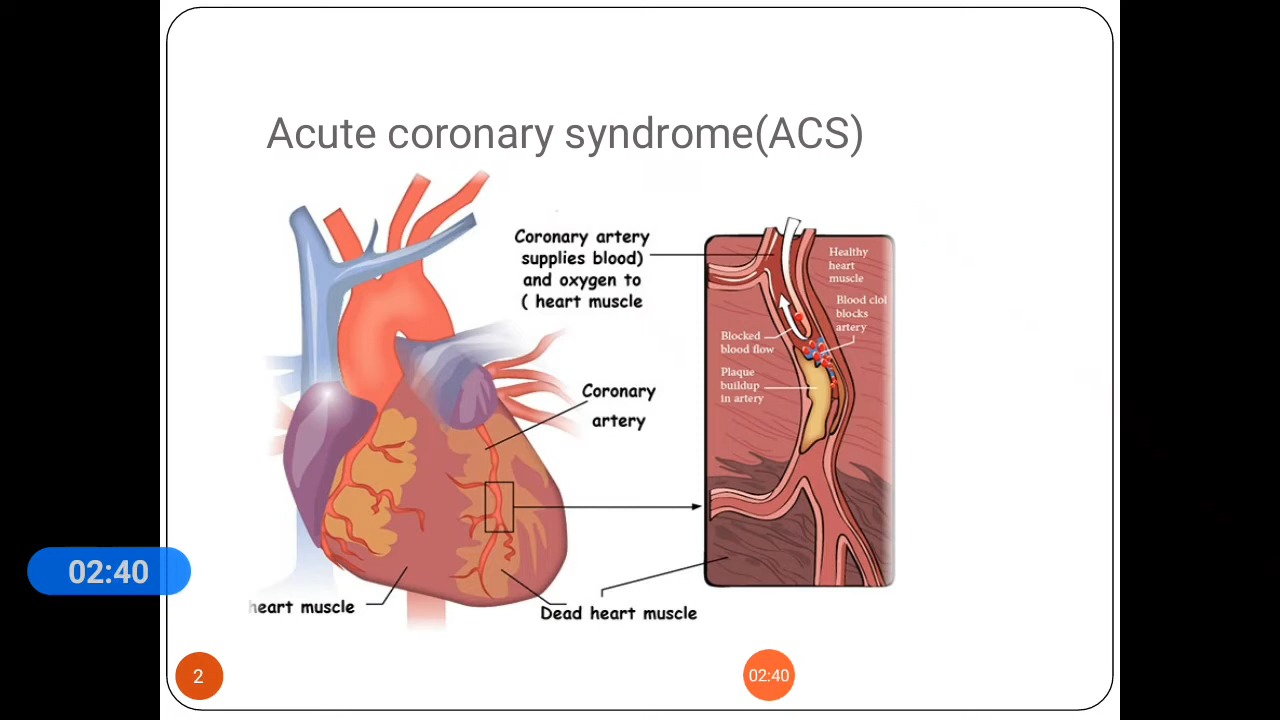 Acute coronary syndrome(ACS)
Coronary artery
supplies blood)
and oxygen to
( heart muscle
Healthy
heart
muscle
Blood clol
blocks
artery
Blocked
blood flow
Plaque
buildup
in artery
Coronary
artery
heart muscle
Dead heart muscle
02:40
2
02:40